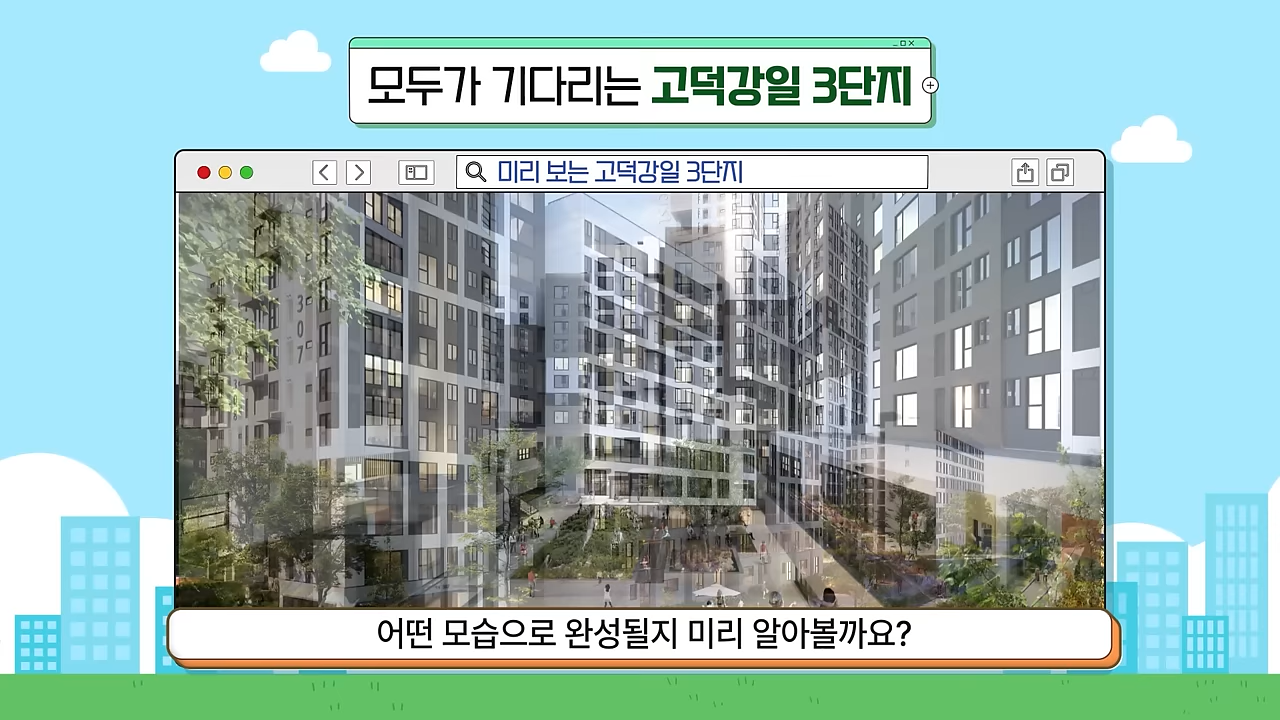 모두가 기다리는 고덕강일 3단지
미리 보는 고덕강일 3단지
307
어떤 모습으로 완성될지 미리 알아볼까요?